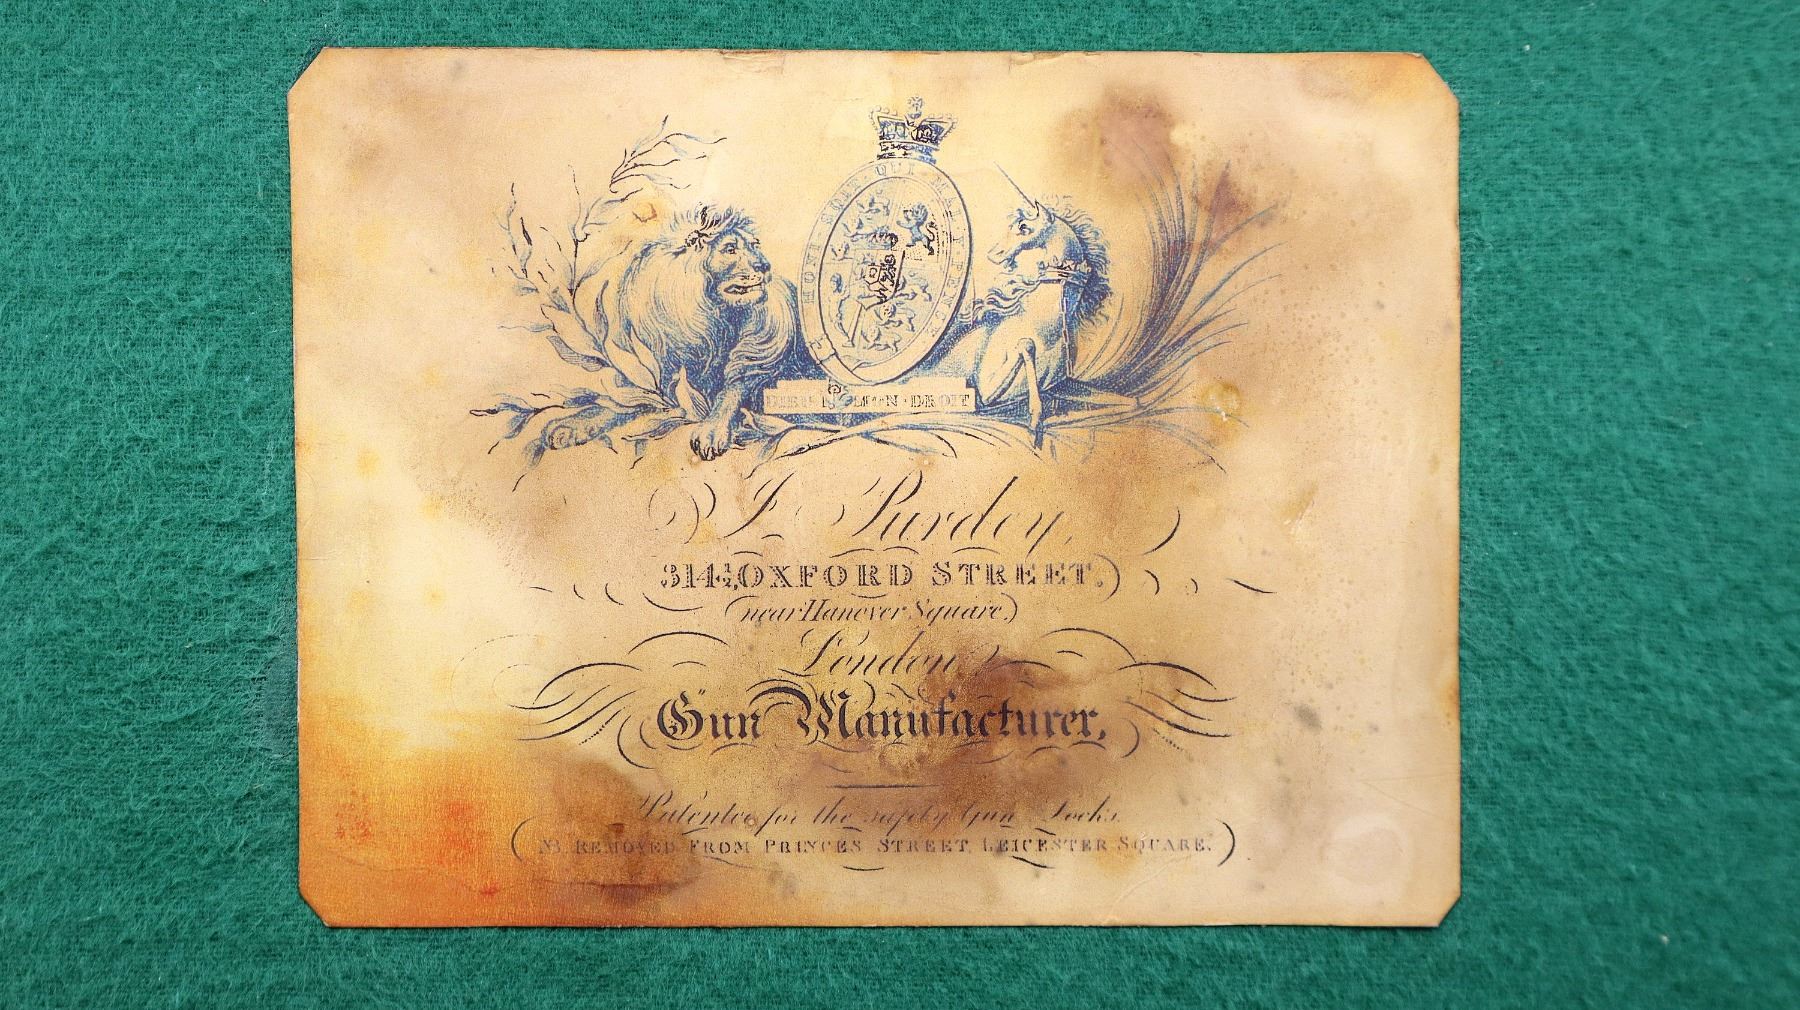 HONI SOIT · QUI · MAL Y PENSE
DIEU ET MON · DROIT
J. Purdey,
314½, OXFORD STREET.
(near Hanover Square.)
London,
Gun Manufacturer,
Patentee for the safety Gun Locks.
(N.B. REMOVED FROM PRINCES STREET, LEICESTER SQUARE.)